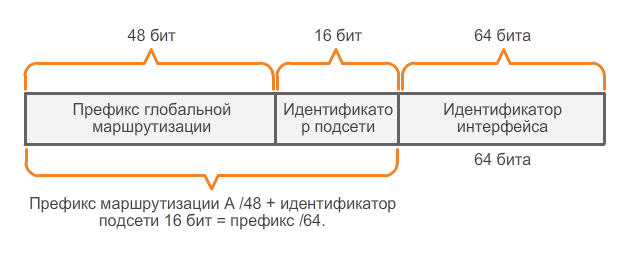 48 бит
16 бит
64 бита
Префикс глобальной
маршрутизации
Идентификато
р подсети
Идентификатор
интерфейса
64 бита
Префикс маршрутизации А /48 + идентификатор
подсети 16 бит = префикс /64.